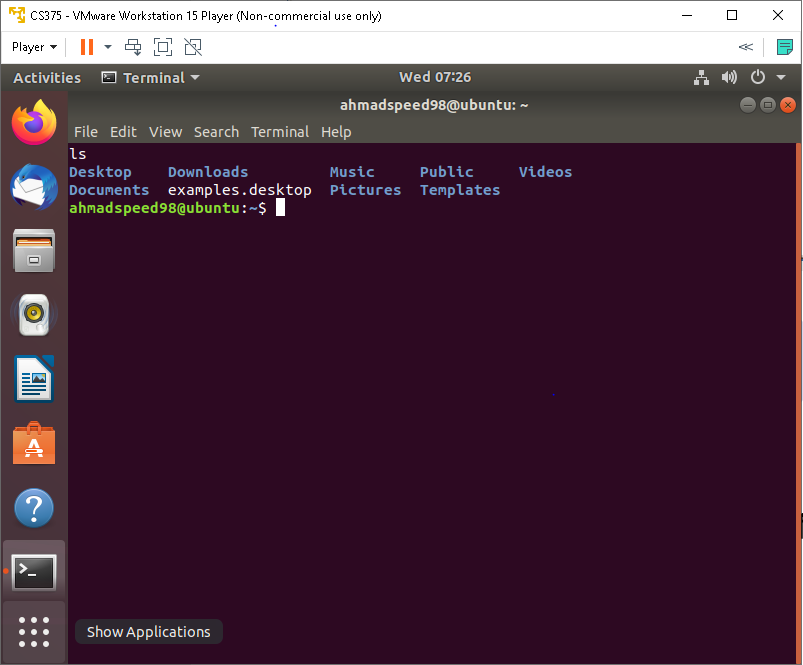 CS375 - VMware Workstation 15 Player (Non-commercial use only)
Player
Activities Terminal Wed 07:26
ahmadspeed98@ubuntu: ~
File Edit View Search Terminal Help
ls
Desktop Downloads Music Public Videos
Documents examples.desktop Pictures Templates
ahmadspeed98@ubuntu:~$
Show Applications